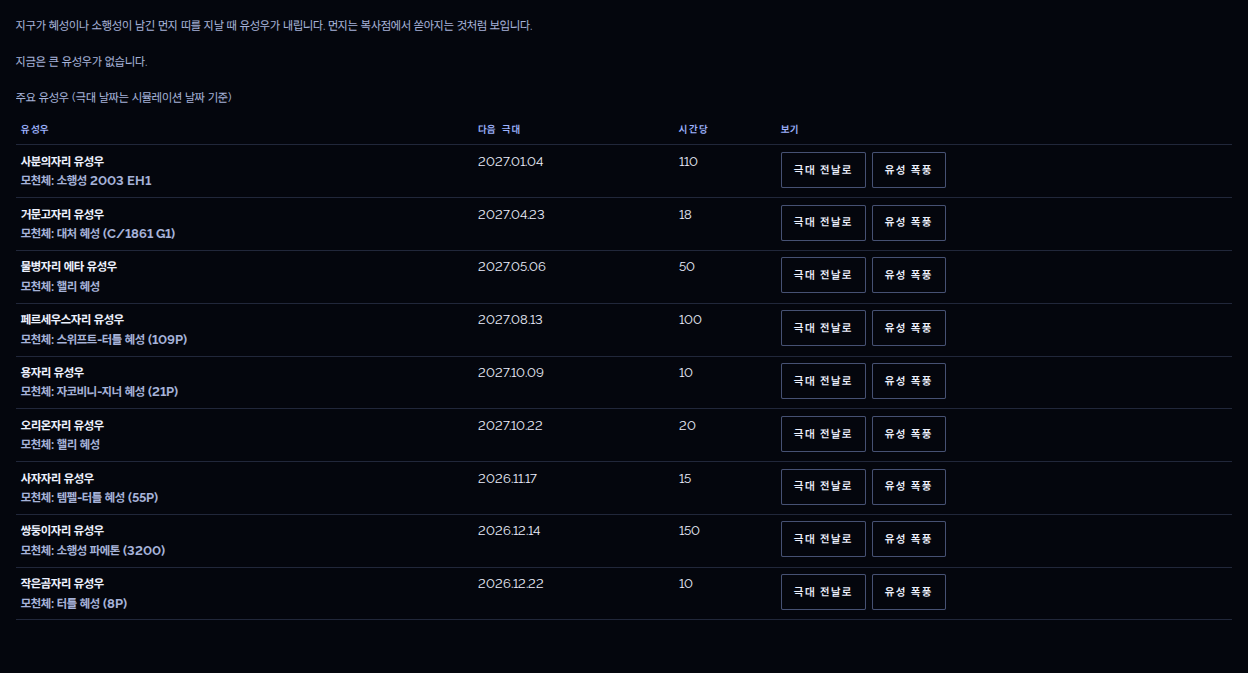 지구가 혜성이나 소행성이 남긴 먼지 띠를 지날 때 유성우가 내립니다. 먼지는 복사점에서 쏟아지는 것처럼 보입니다.
지금은 큰 유성우가 없습니다.
주요 유성우 (극대 날짜는 시뮬레이션 날짜 기준)
유성우 다음 극대 시간당 보기
사분의자리 유성우 2027.01.04 110 극대 전날로 유성 폭풍
모천체: 소행성 2003 EH1
거문고자리 유성우 2027.04.23 18 극대 전날로 유성 폭풍
모천체: 대처 혜성 (C/1861 G1)
물병자리 에타 유성우 2027.05.06 50 극대 전날로 유성 폭풍
모천체: 핼리 혜성
페르세우스자리 유성우 2027.08.13 100 극대 전날로 유성 폭풍
모천체: 스위프트-터틀 혜성 (109P)
용자리 유성우 2027.10.09 10 극대 전날로 유성 폭풍
모천체: 자코비니-지너 혜성 (21P)
오리온자리 유성우 2027.10.22 20 극대 전날로 유성 폭풍
모천체: 핼리 혜성
사자자리 유성우 2026.11.17 15 극대 전날로 유성 폭풍
모천체: 템펠-터틀 혜성 (55P)
쌍둥이자리 유성우 2026.12.14 150 극대 전날로 유성 폭풍
모천체: 소행성 파에톤 (3200)
작은곰자리 유성우 2026.12.22 10 극대 전날로 유성 폭풍
모천체: 터틀 혜성 (8P)